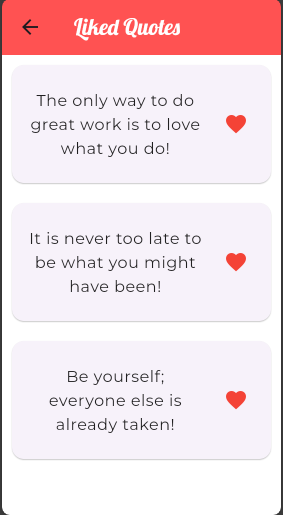 Liked Quotes
The only way to do
great work is to love
what you do!
It is never too late to
be what you might
have been!
Be yourself;
everyone else is
already taken!